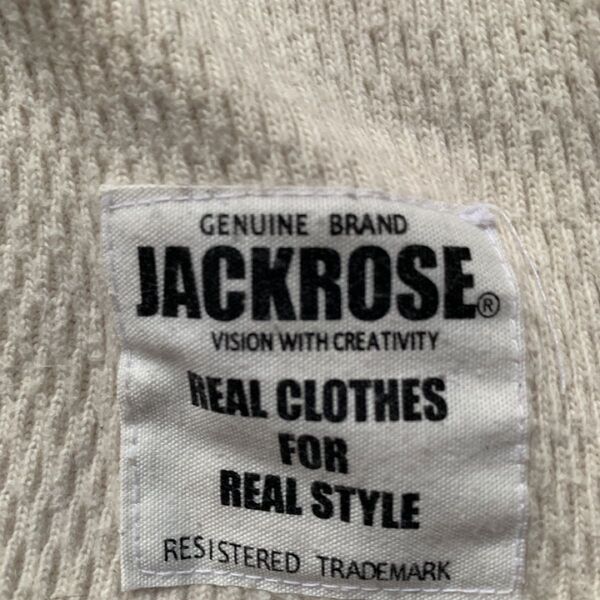 GENUINE BRAND
JACKROSE®
VISION WITH CREATIVITY
REAL CLOTHES
FOR
REAL STYLE
RESISTERED TRADEMARK